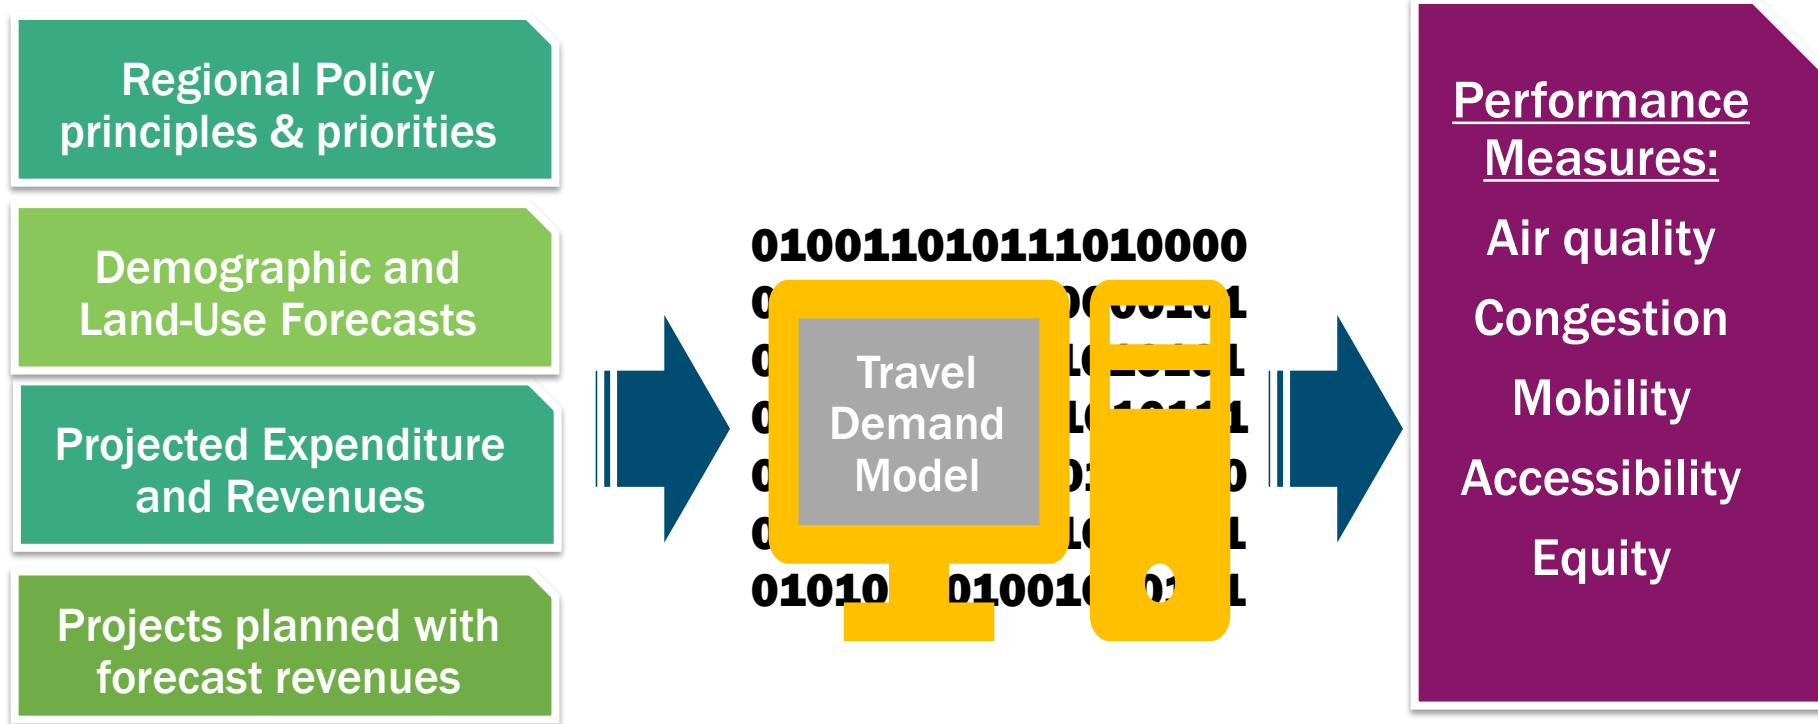 Regional Policy
principles & priorities
Demographic and
Land-Use Forecasts
Projected Expenditure
and Revenues
Projects planned with
forecast revenues
010011010111010000
Travel
Demand
Model
Performance
Measures:
Air quality
Congestion
Mobility
Accessibility
Equity